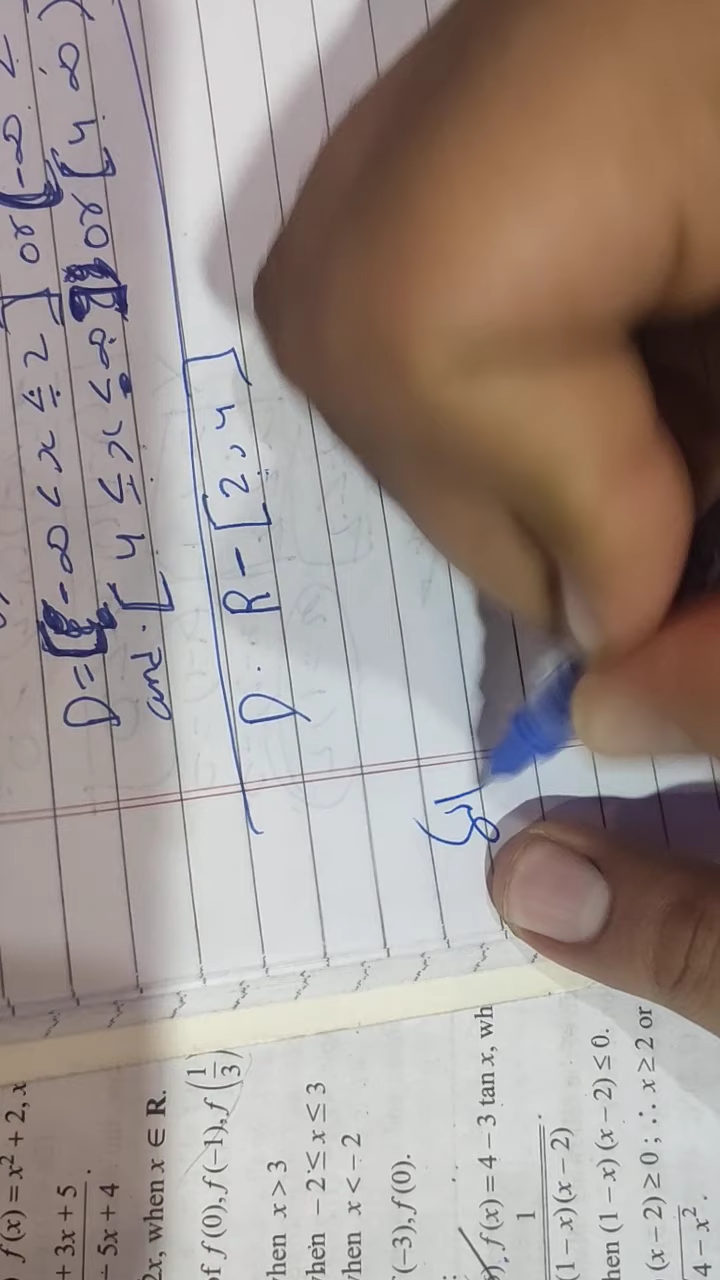 D = [-∞ < x ≤ 2] or (-∞
and . [4 ≤ x < ∞] or [4 ∞)
D . R - [2, 4]
f(x) = x² + 2, x
+ 3x + 5
- 5x + 4
2x, when x ∈ R.
of f(0), f(-1), f(1/3)
hen x > 3
hen - 2 ≤ x ≤ 3
hen x < - 2
(-3), f(0).
f(x) = 4 - 3 tan x, wh
1
(1 - x)(x - 2)
hen (1 - x)(x - 2) ≤ 0.
(x - 2) ≥ 0; ∴ x ≥ 2 or
4 - x².